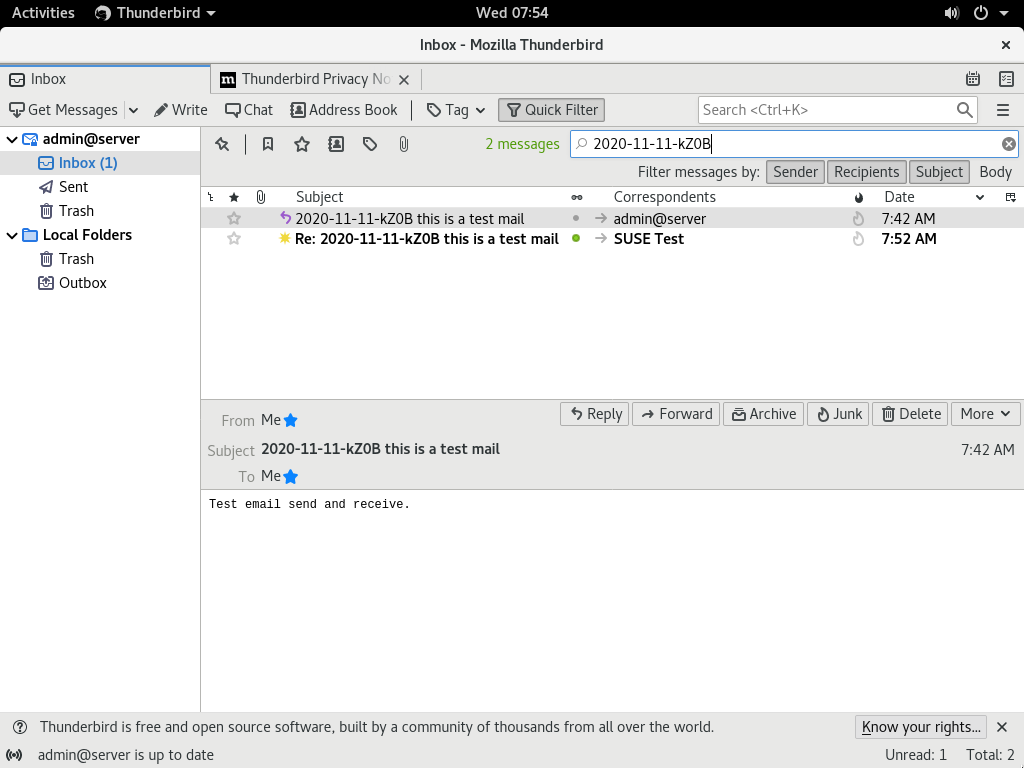 Activities Thunderbird Wed 07:54
Inbox - Mozilla Thunderbird
Inbox Thunderbird Privacy No
Get Messages Write Chat Address Book Tag Quick Filter Search <Ctrl+K>
admin@server
Inbox (1)
Sent
Trash
Local Folders
Trash
Outbox
2 messages 2020-11-11-kZ0B
Filter messages by: Sender Recipients Subject Body
Subject Correspondents Date
2020-11-11-kZ0B this is a test mail admin@server 7:42 AM
Re: 2020-11-11-kZ0B this is a test mail SUSE Test 7:52 AM
From Me Reply Forward Archive Junk Delete More
Subject 2020-11-11-kZ0B this is a test mail 7:42 AM
To Me
Test email send and receive.
Thunderbird is free and open source software, built by a community of thousands from all over the world. Know your rights...
admin@server is up to date Unread: 1 Total: 2